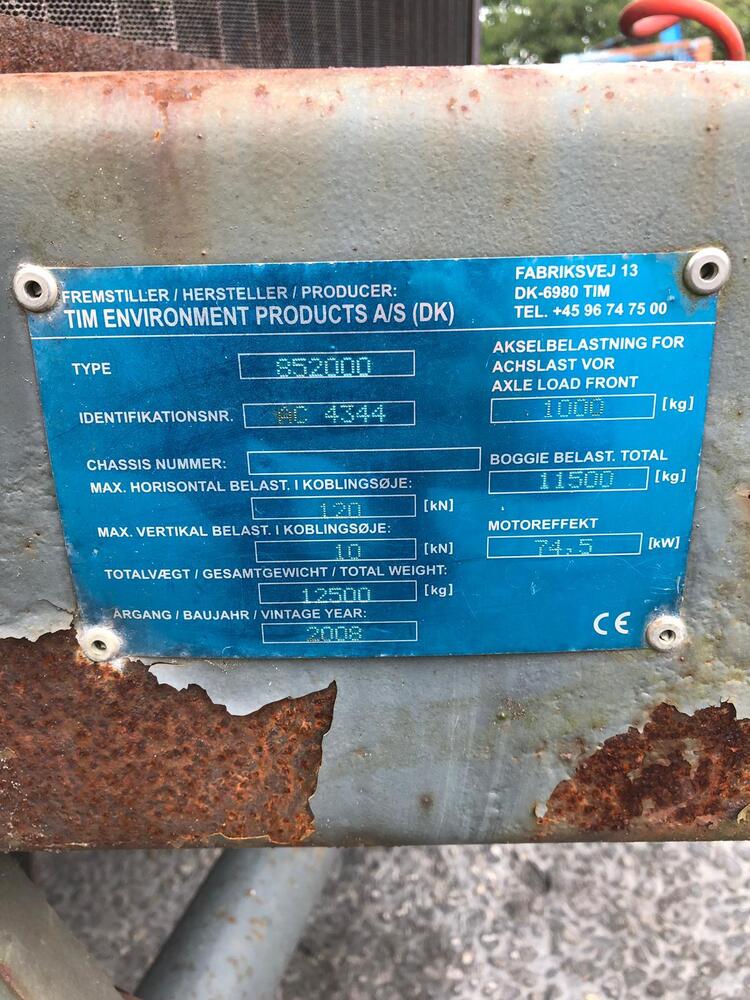 FREMSTILLER / HERSTELLER / PRODUCER:
TIM ENVIRONMENT PRODUCTS A/S (DK)
FABRIKSVEJ 13
DK-6980 TIM
TEL. +45 96 74 75 00
TYPE 852000
IDENTIFIKATIONSNR. AC 4344
CHASSIS NUMMER:
MAX. HORISONTAL BELAST. I KOBLINGSØJE:
120 [kN]
MAX. VERTIKAL BELAST. I KOBLINGSØJE:
10 [kN]
TOTALVÆGT / GESAMTGEWICHT / TOTAL WEIGHT:
12500 [kg]
ÅRGANG / BAUJAHR / VINTAGE YEAR:
2008
AKSELBELASTNING FOR
ACHSLAST VOR
AXLE LOAD FRONT
1000 [kg]
BOGGIE BELAST. TOTAL
11500 [kg]
MOTOREFFEKT
74,5 [kW]
CE